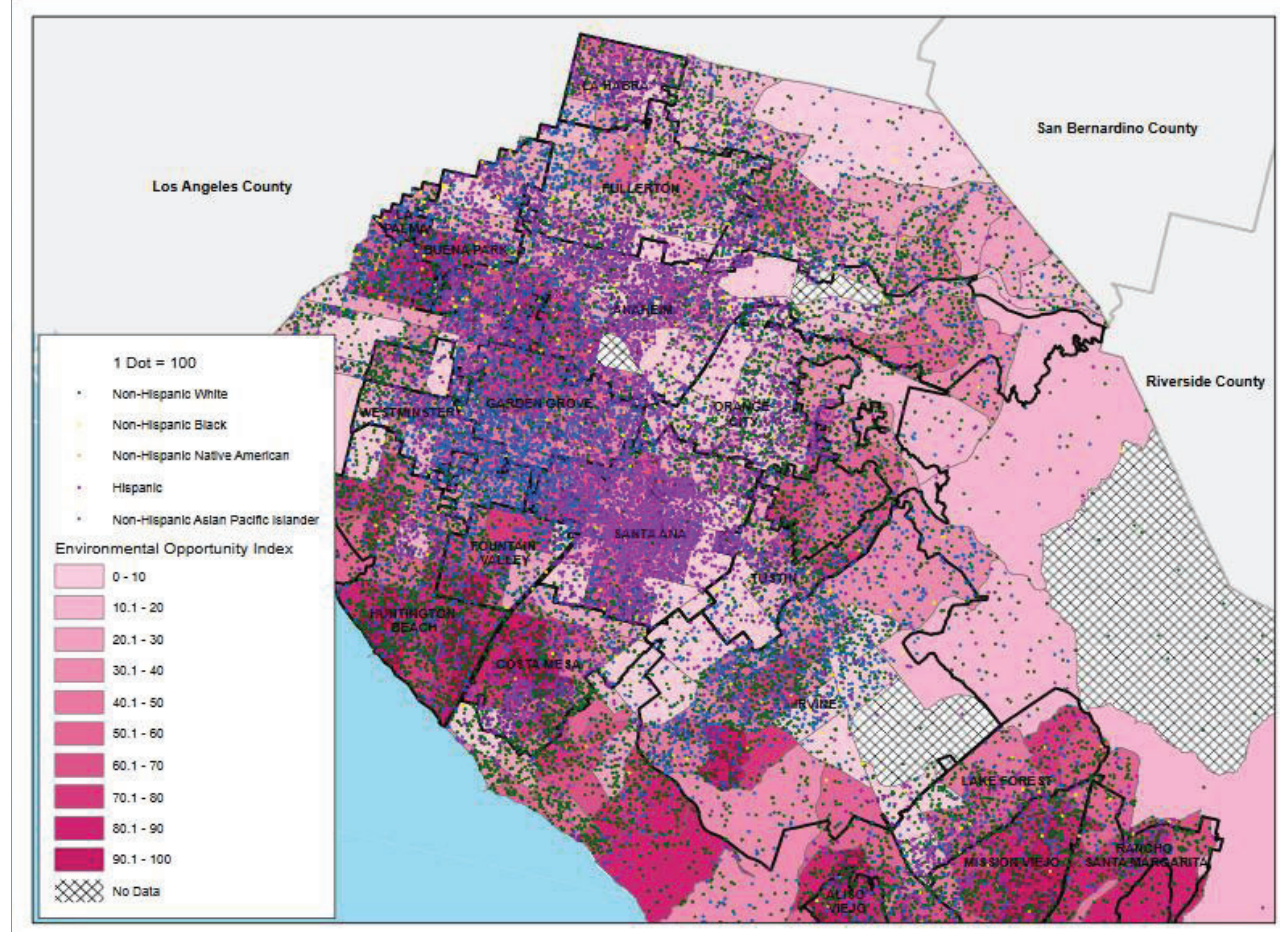 San Bernardino County
Los Angeles County
Riverside County
LA HABRA
FULLERTON
PALMA
BUENA PARK
ANAHEIM
GARDEN GROVE
WESTMINSTER
ORANGE
CITY
SANTA ANA
FOUNTAIN
VALLEY
TUSTIN
HUNTINGTON
BEACH
COSTA MESA
IRVINE
LAKE FOREST
MISSION VIEJO
RANCHO
SANTA MARGARITA
ALISO
VIEJO
1 Dot = 100
Non-Hispanic White
Non-Hispanic Black
Non-Hispanic Native American
Hispanic
Non-Hispanic Asian Pacific Islander
Environmental Opportunity Index
0 - 10
10.1 - 20
20.1 - 30
30.1 - 40
40.1 - 50
50.1 - 60
60.1 - 70
70.1 - 80
80.1 - 90
90.1 - 100
No Data